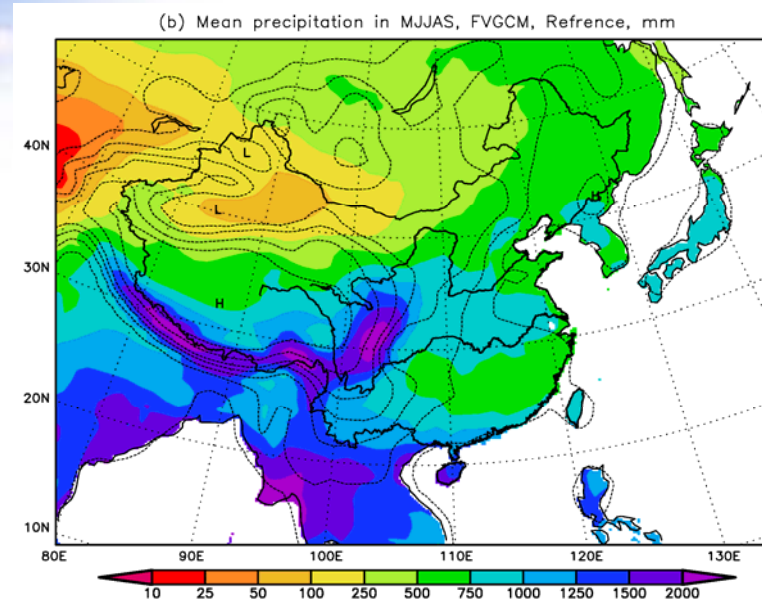 (b) Mean precipitation in MJJAS, FVGCM, Refrence, mm
40N
30N
20N
10N
L
L
H
H
80E 90E 100E 110E 120E 130E
10 25 50 100 250 500 750 1000 1250 1500 2000